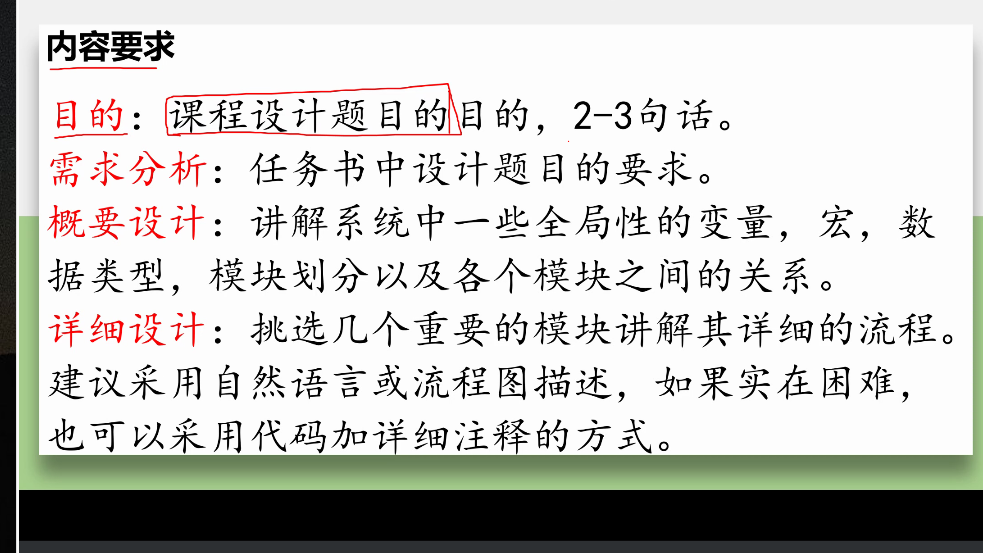 内容要求
目的：课程设计题目的目的，2-3句话。
需求分析：任务书中设计题目的要求。
概要设计：讲解系统中一些全局性的变量，宏，数
据类型，模块划分以及各个模块之间的关系。
详细设计：挑选几个重要的模块讲解其详细的流程。
建议采用自然语言或流程图描述，如果实在困难，
也可以采用代码加详细注释的方式。